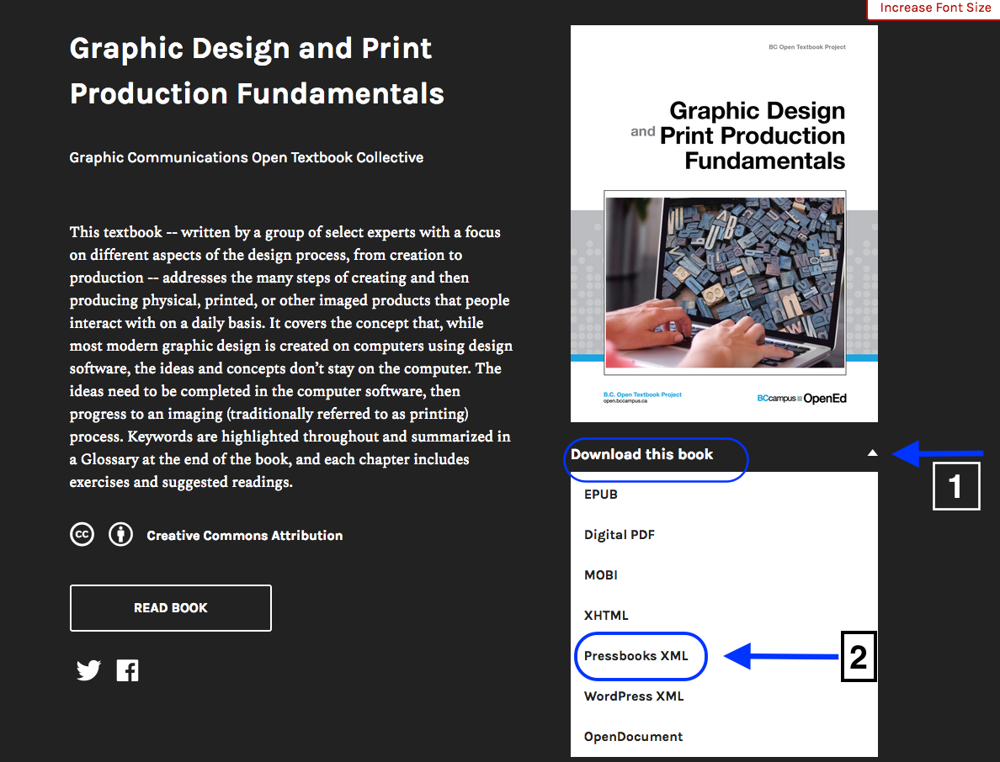 Increase Font Size
Graphic Design and Print
Production Fundamentals
Graphic Communications Open Textbook Collective
This textbook -- written by a group of select experts with a focus
on different aspects of the design process, from creation to
production -- addresses the many steps of creating and then
producing physical, printed, or other imaged products that people
interact with on a daily basis. It covers the concept that, while
most modern graphic design is created on computers using design
software, the ideas and concepts don’t stay on the computer. The
ideas need to be completed in the computer software, then
progress to an imaging (traditionally referred to as printing)
process. Keywords are highlighted throughout and summarized in
a Glossary at the end of the book, and each chapter includes
exercises and suggested readings.
cc
Creative Commons Attribution
READ BOOK
BC Open Textbook Project
Graphic Design
and Print Production
Fundamentals
B.C. Open Textbook Project
open.bccampus.ca
BCcampus OpenEd
Download this book
1
EPUB
Digital PDF
MOBI
XHTML
Pressbooks XML
2
WordPress XML
OpenDocument